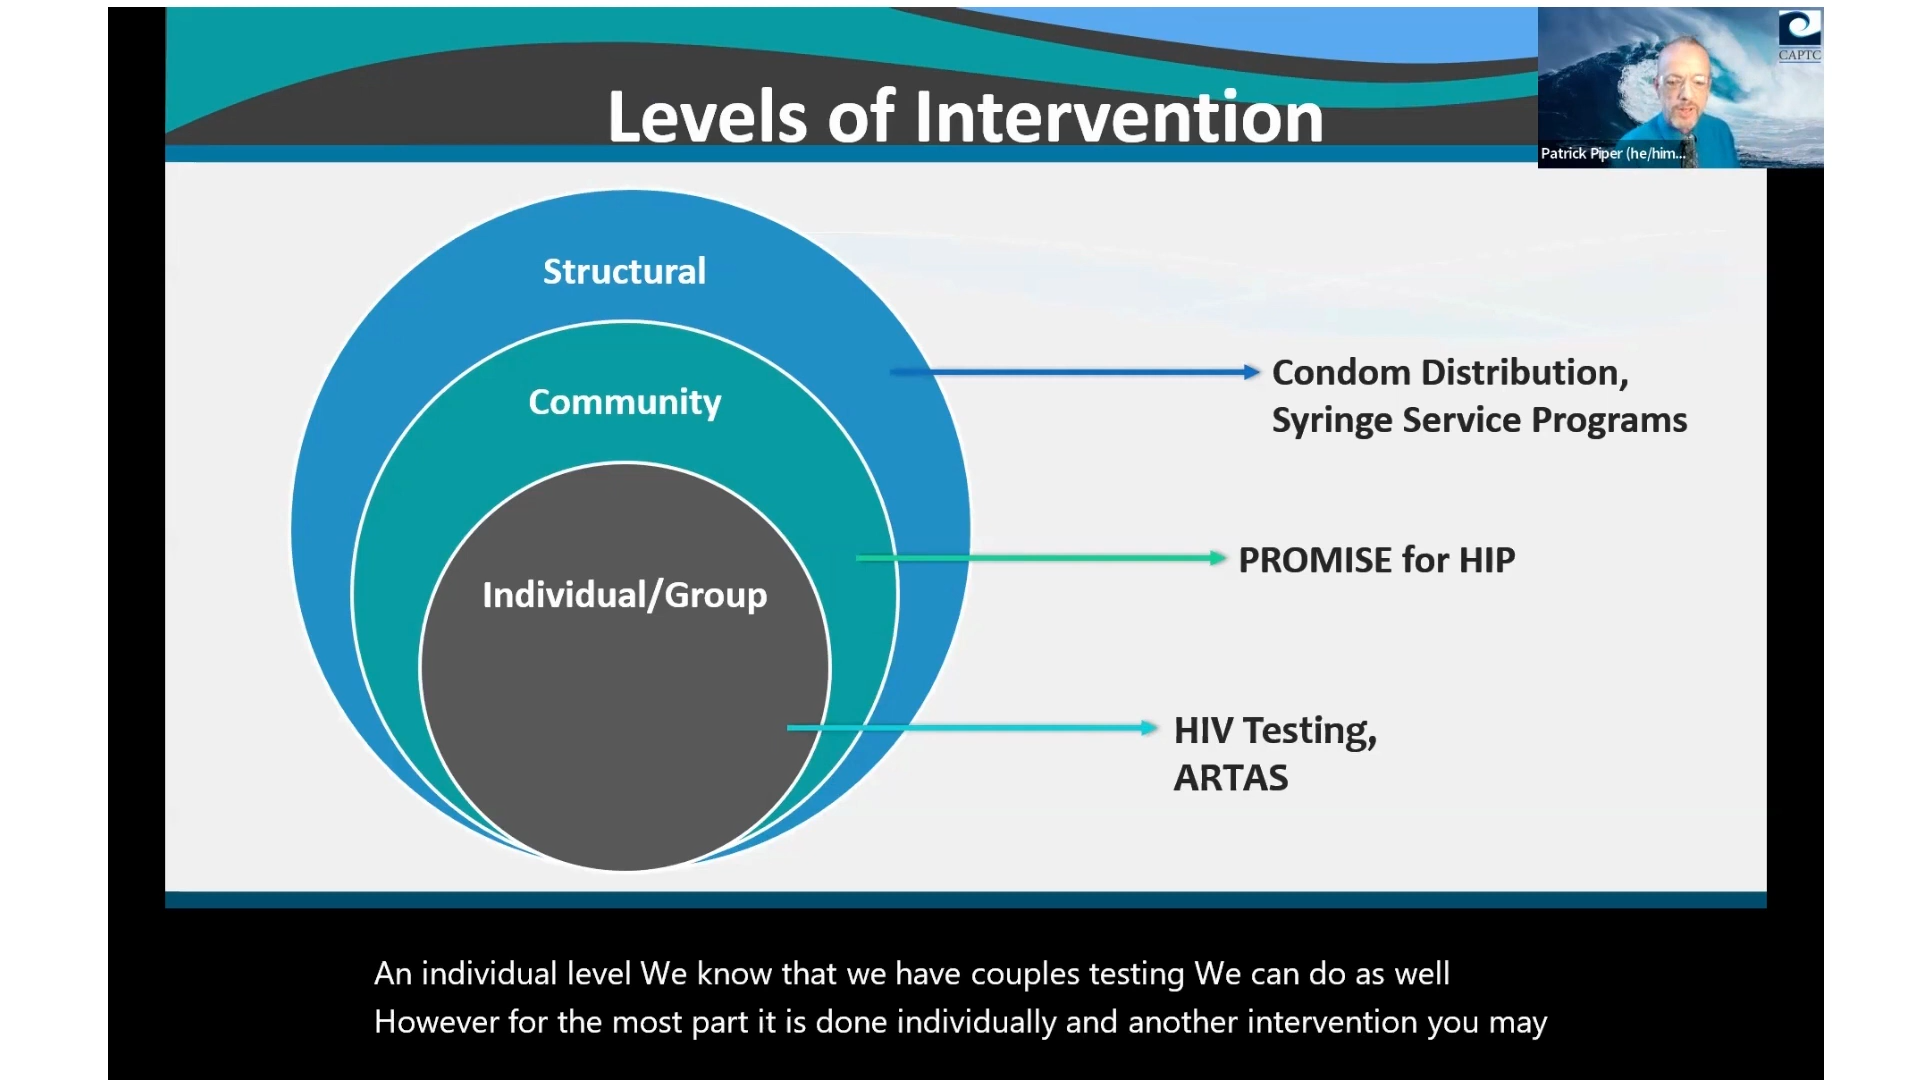 Levels of Intervention
CAPTC
Patrick Piper (he/him...
Structural
Community
Individual/Group
Condom Distribution,
Syringe Service Programs
PROMISE for HIP
HIV Testing,
ARTAS
An individual level We know that we have couples testing We can do as well
However for the most part it is done individually and another intervention you may